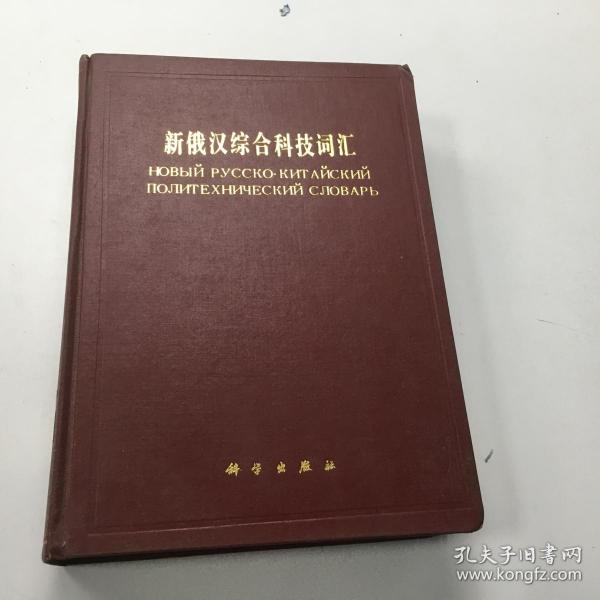 新俄汉综合科技词汇
НОВЫЙ РУССКО-КИТАЙСКИЙ
ПОЛИТЕХНИЧЕСКИЙ СЛОВАРЬ
科学出版社
孔夫子旧书网
www.kongfz.com